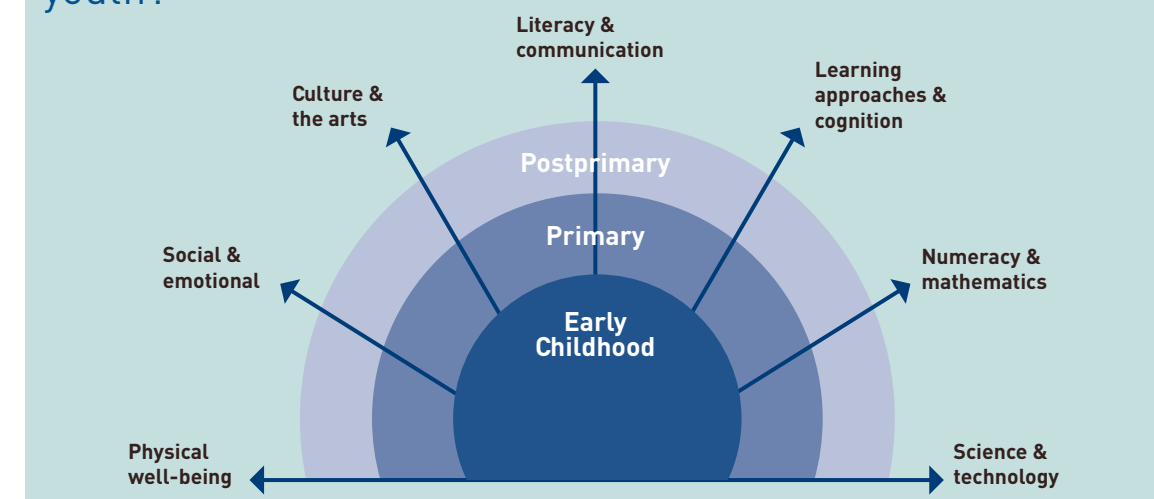 youth?
Literacy &
communication
Learning
approaches &
cognition
Culture &
the arts
Postprimary
Primary
Social &
emotional
Numeracy &
mathematics
Early
Childhood
Physical
well-being
Science &
technology